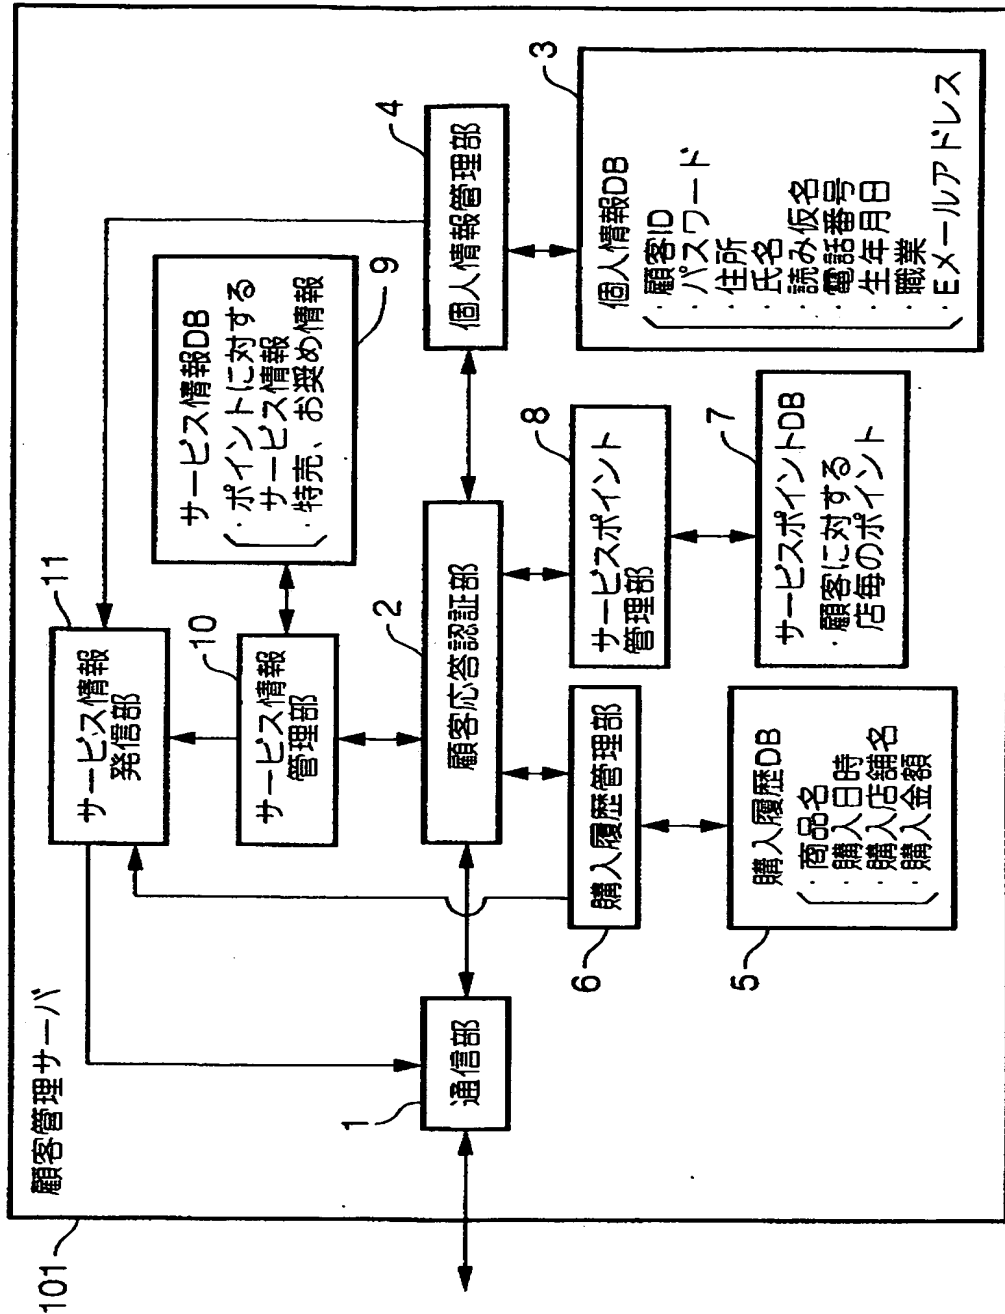 101
顧客管理サーバ
1
通信部
11
サービス情報
発信部
10
サービス情報
管理部
サービス情報DB
・ポイントに対する
サービス情報
・特売、お奨め情報
9
2
顧客応答認証部
4
個人情報管理部
3
個人情報DB
・顧客ID
・パスワード
・住所
・氏名
・読み仮名
・電話番号
・生年月日
・職業
・Eメールアドレス
6
購入履歴管理部
8
サービスポイント
管理部
5
購入履歴DB
・商品名
・購入日時
・購入店舗名
・購入金額
7
サービスポイントDB
・顧客に対する
店毎のポイント